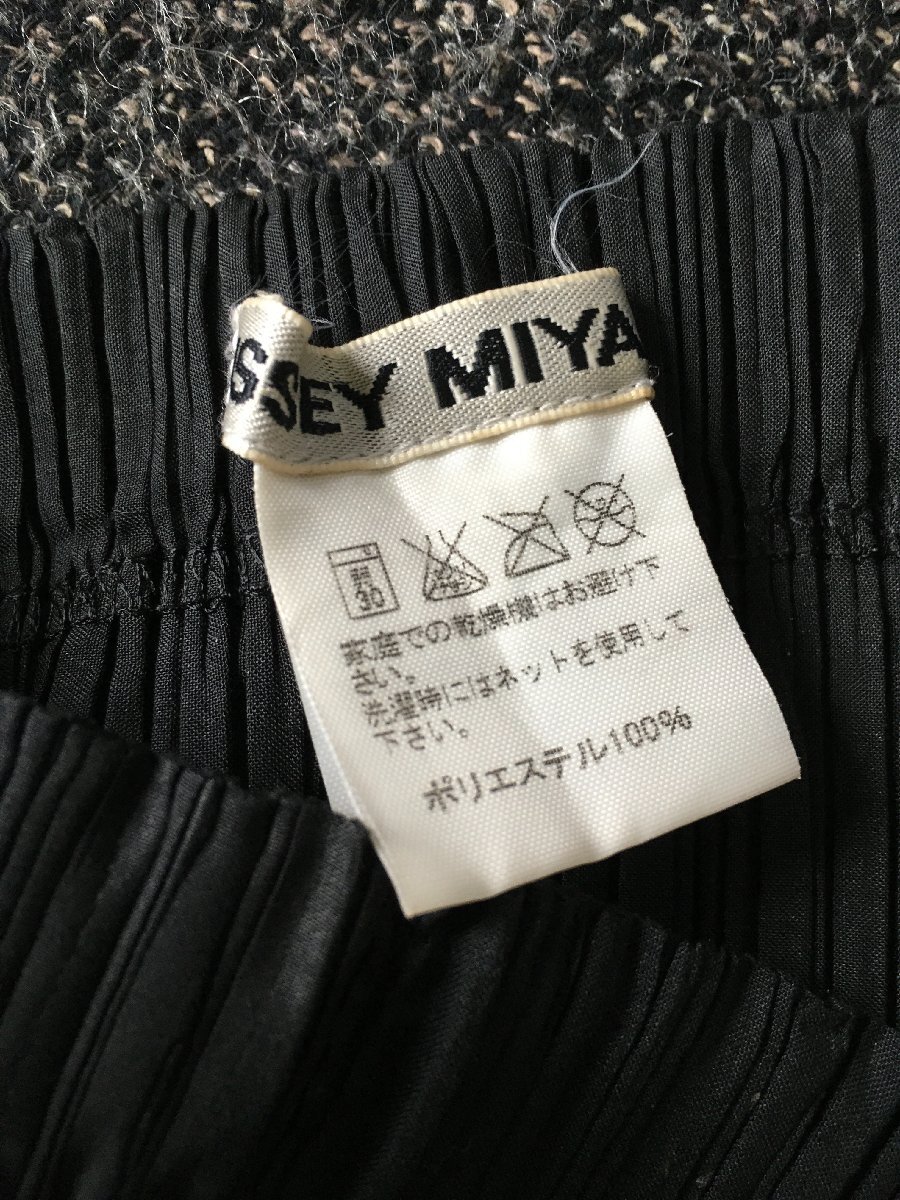 SSEY MIYA
弱
30
家庭での乾燥機はお避け下
さい。
洗濯時にはネットを使用して
下さい。
ポリエステル100%